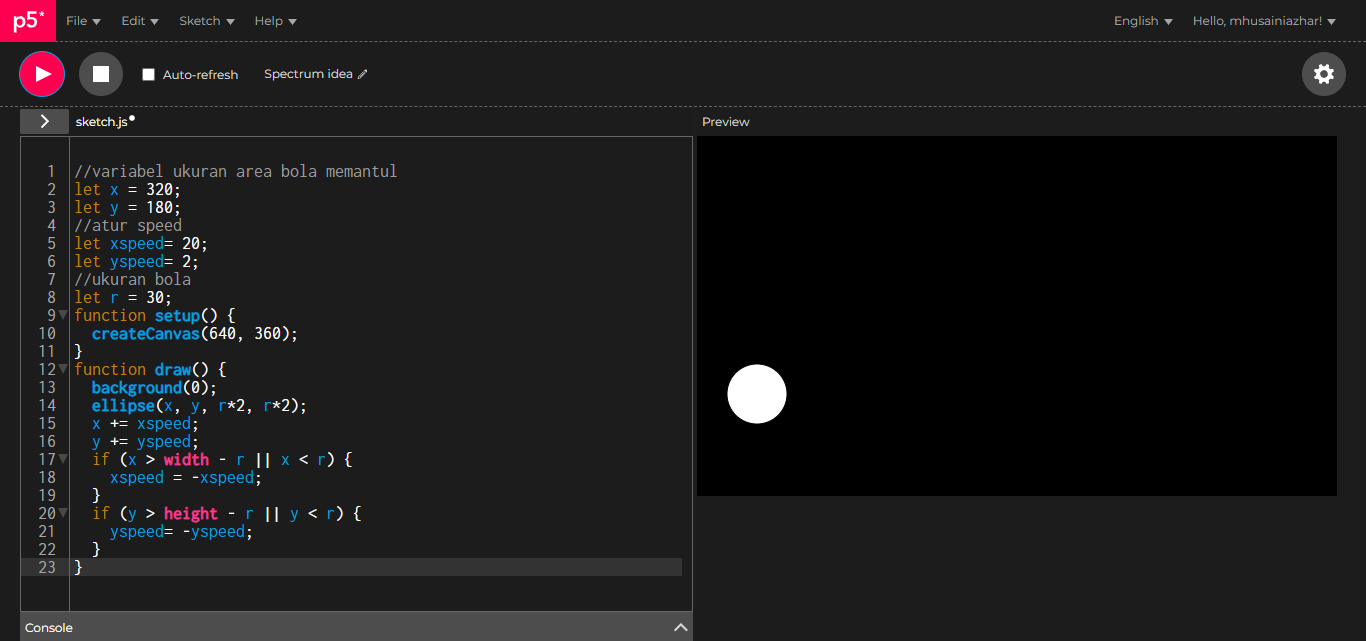 p5* File Edit Sketch Help English Hello, mhusainiazhar!
Auto-refresh Spectrum idea
sketch.js Preview
1 //variabel ukuran area bola memantul
2 let x = 320;
3 let y = 180;
4 //atur speed
5 let xspeed= 20;
6 let yspeed= 2;
7 //ukuran bola
8 let r = 30;
9 function setup() {
10 createCanvas(640, 360);
11 }
12 function draw() {
13 background(0);
14 ellipse(x, y, r*2, r*2);
15 x += xspeed;
16 y += yspeed;
17 if (x > width - r || x < r) {
18 xspeed = -xspeed;
19 }
20 if (y > height - r || y < r) {
21 yspeed= -yspeed;
22 }
23 }
Console